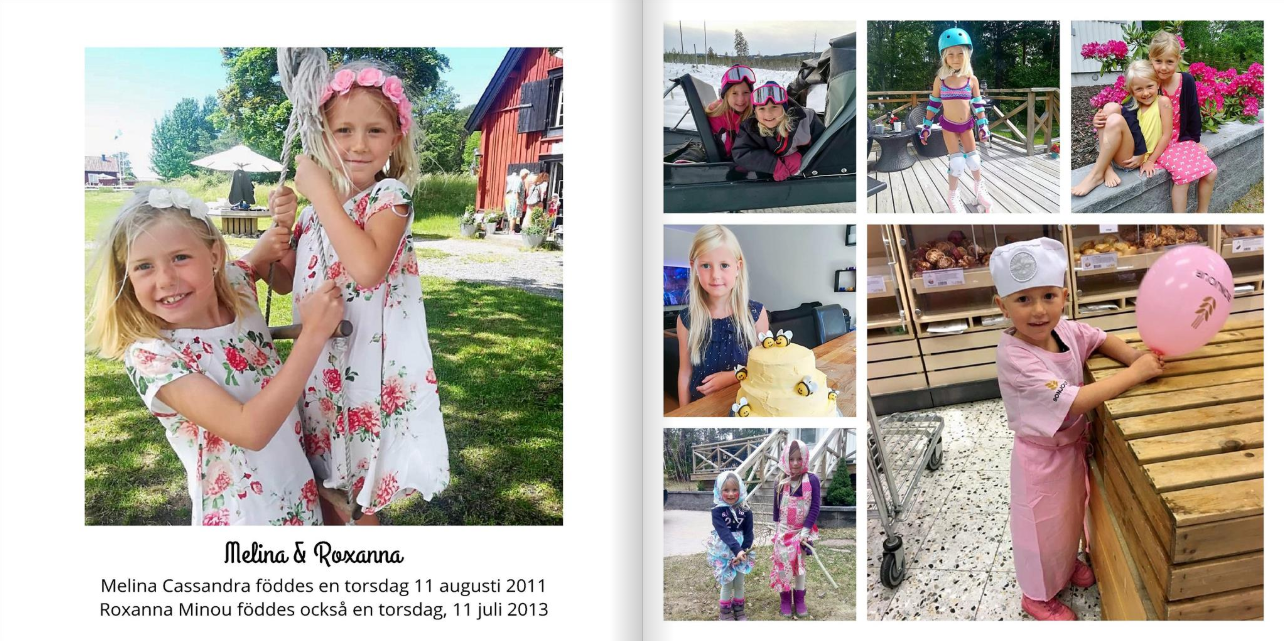 Melina & Roxanna
Melina Cassandra föddes en torsdag 11 augusti 2011
Roxanna Minou föddes också en torsdag, 11 juli 2013